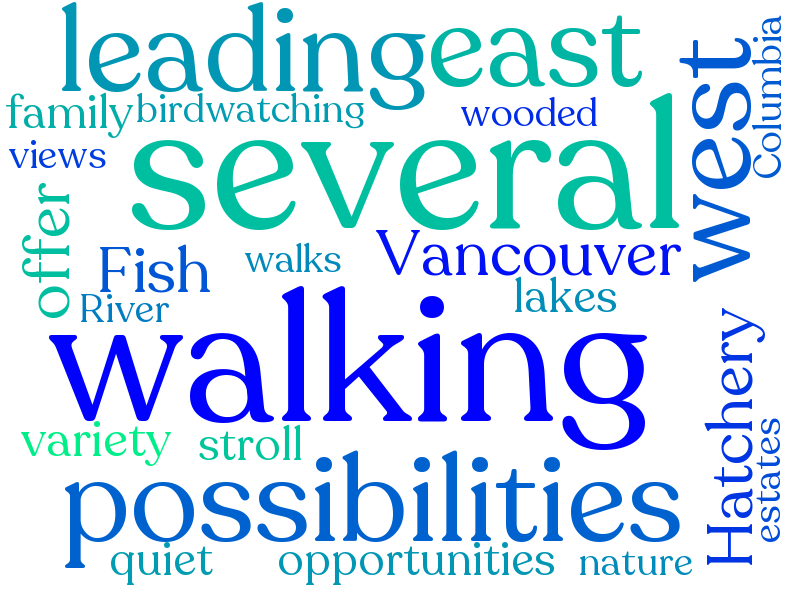 leading east
family birdwatching wooded
views several
west
Columbia
offer
Fish walks Vancouver
River lakes
walking
Hatchery
estates
variety stroll
possibilities
quiet opportunities nature